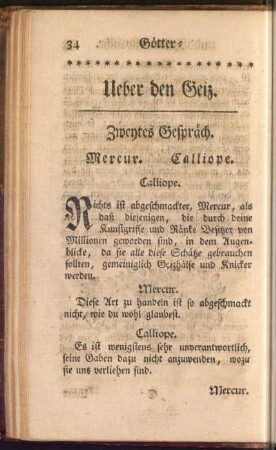 34 Götter-
Ueber den Geiz.
Zweytes Gespräch.
Mercur. Calliope.
Calliope.
Nichts ist abgeschmackter, Mercur, als
daß diejenigen, die durch deine
Kunstgriffe und Ränke Besitzer von
Millionen geworden sind, in dem Augen-
blicke, da sie alle diese Schätze gebrauchen
sollten, gemeiniglich Geizhälse und Knicker
werden.
Mercur.
Diese Art zu handeln ist so abgeschmackt
nicht, wie du wohl glaubest.
Calliope.
Es ist wenigstens sehr unverantwortlich,
seine Gaben dazu nicht anzuwenden, wozu
sie uns verliehen sind.
Mercur.